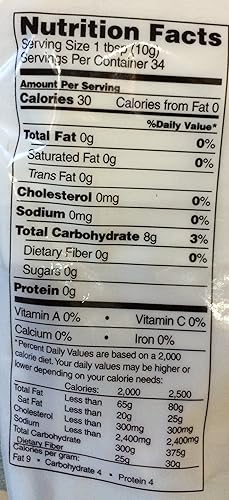 Nutrition Facts
Serving Size 1 tbsp (10g)
Servings Per Container 34
Amount Per Serving
Calories 30 Calories from Fat 0
%Daily Value*
Total Fat 0g 0%
Saturated Fat 0g 0%
Trans Fat 0g
Cholesterol 0mg 0%
Sodium 0mg 0%
Total Carbohydrate 8g 3%
Dietary Fiber 0g 0%
Sugars 0g
Protein 0g
Vitamin A 0% • Vitamin C 0%
Calcium 0% • Iron 0%
*Percent Daily Values are based on a 2,000
calorie diet. Your daily values may be higher or
lower depending on your calorie needs:
Calories: 2,000 2,500
Total Fat Less than 65g 80g
Sat Fat Less than 20g 25g
Cholesterol Less than 300mg 300mg
Sodium Less than 2,400mg 2,400mg
Total Carbohydrate 300g 375g
Dietary Fiber 25g 30g
Calories per gram:
Fat 9 • Carbohydrate 4 • Protein 4